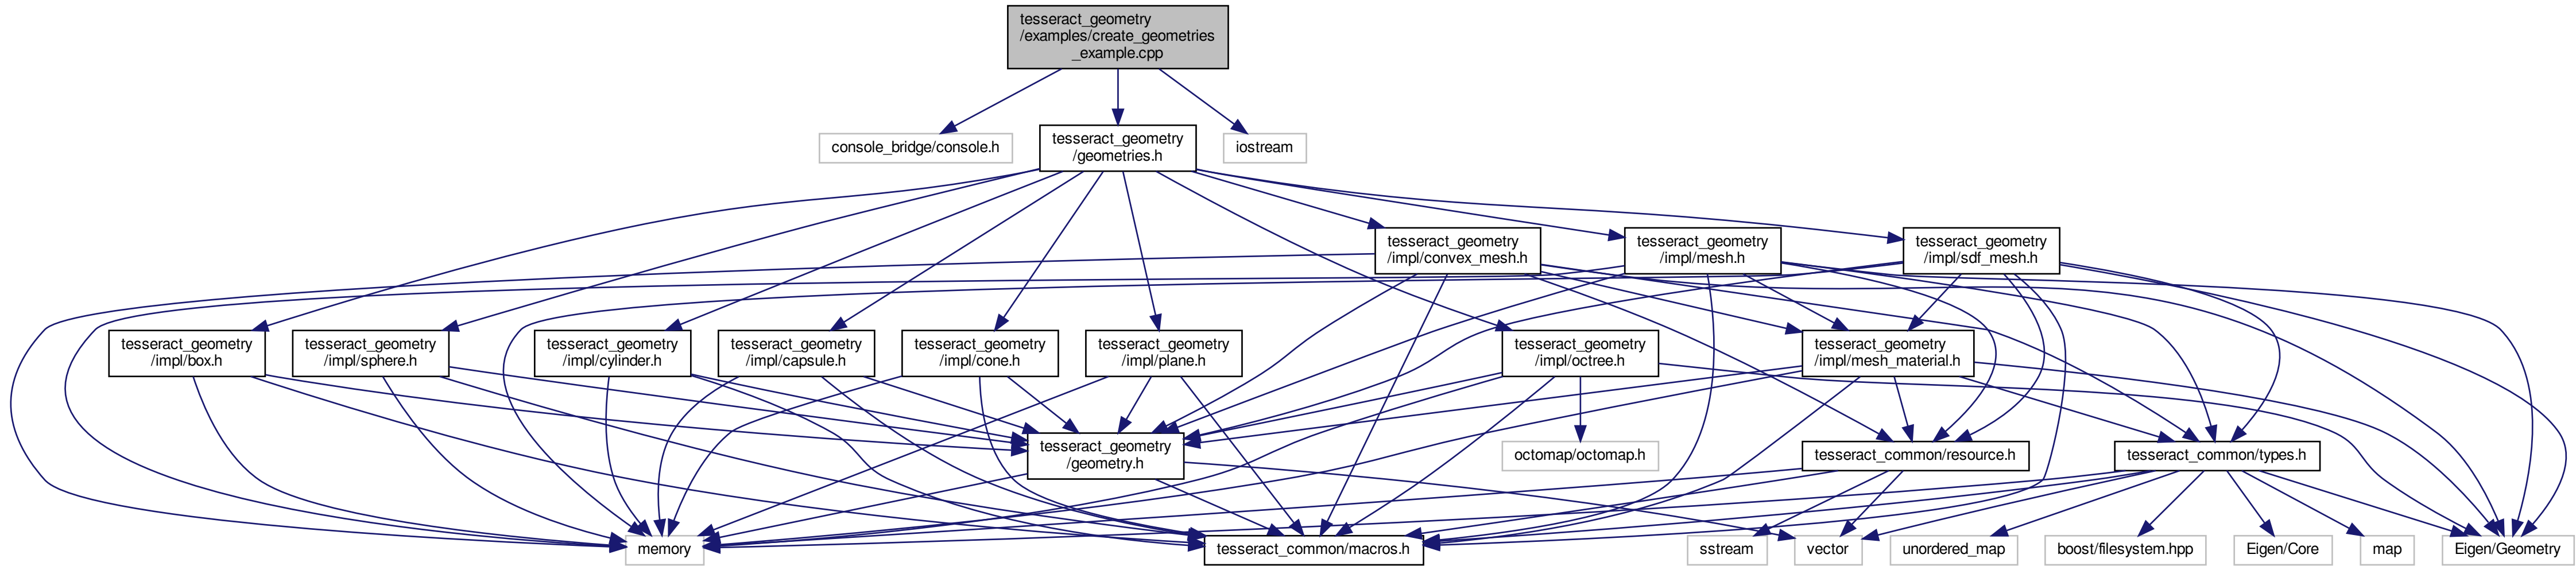 tesseract_geometry
/examples/create_geometries
_example.cpp
console_bridge/console.h
tesseract_geometry
/geometries.h
iostream
tesseract_geometry
/impl/convex_mesh.h
tesseract_geometry
/impl/mesh.h
tesseract_geometry
/impl/sdf_mesh.h
tesseract_geometry
/impl/box.h
tesseract_geometry
/impl/sphere.h
tesseract_geometry
/impl/cylinder.h
tesseract_geometry
/impl/capsule.h
tesseract_geometry
/impl/cone.h
tesseract_geometry
/impl/plane.h
tesseract_geometry
/impl/octree.h
tesseract_geometry
/impl/mesh_material.h
tesseract_geometry
/geometry.h
octomap/octomap.h
tesseract_common/resource.h
tesseract_common/types.h
memory
tesseract_common/macros.h
sstream
vector
unordered_map
boost/filesystem.hpp
Eigen/Core
map
Eigen/Geometry